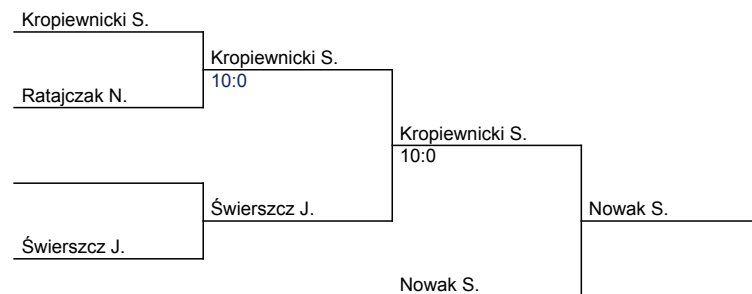 Kropiewnicki S.
Kropiewnicki S.
10:0
Ratajczak N.
Kropiewnicki S.
10:0
Świerszcz J.
Nowak S.
Świerszcz J.
Nowak S.